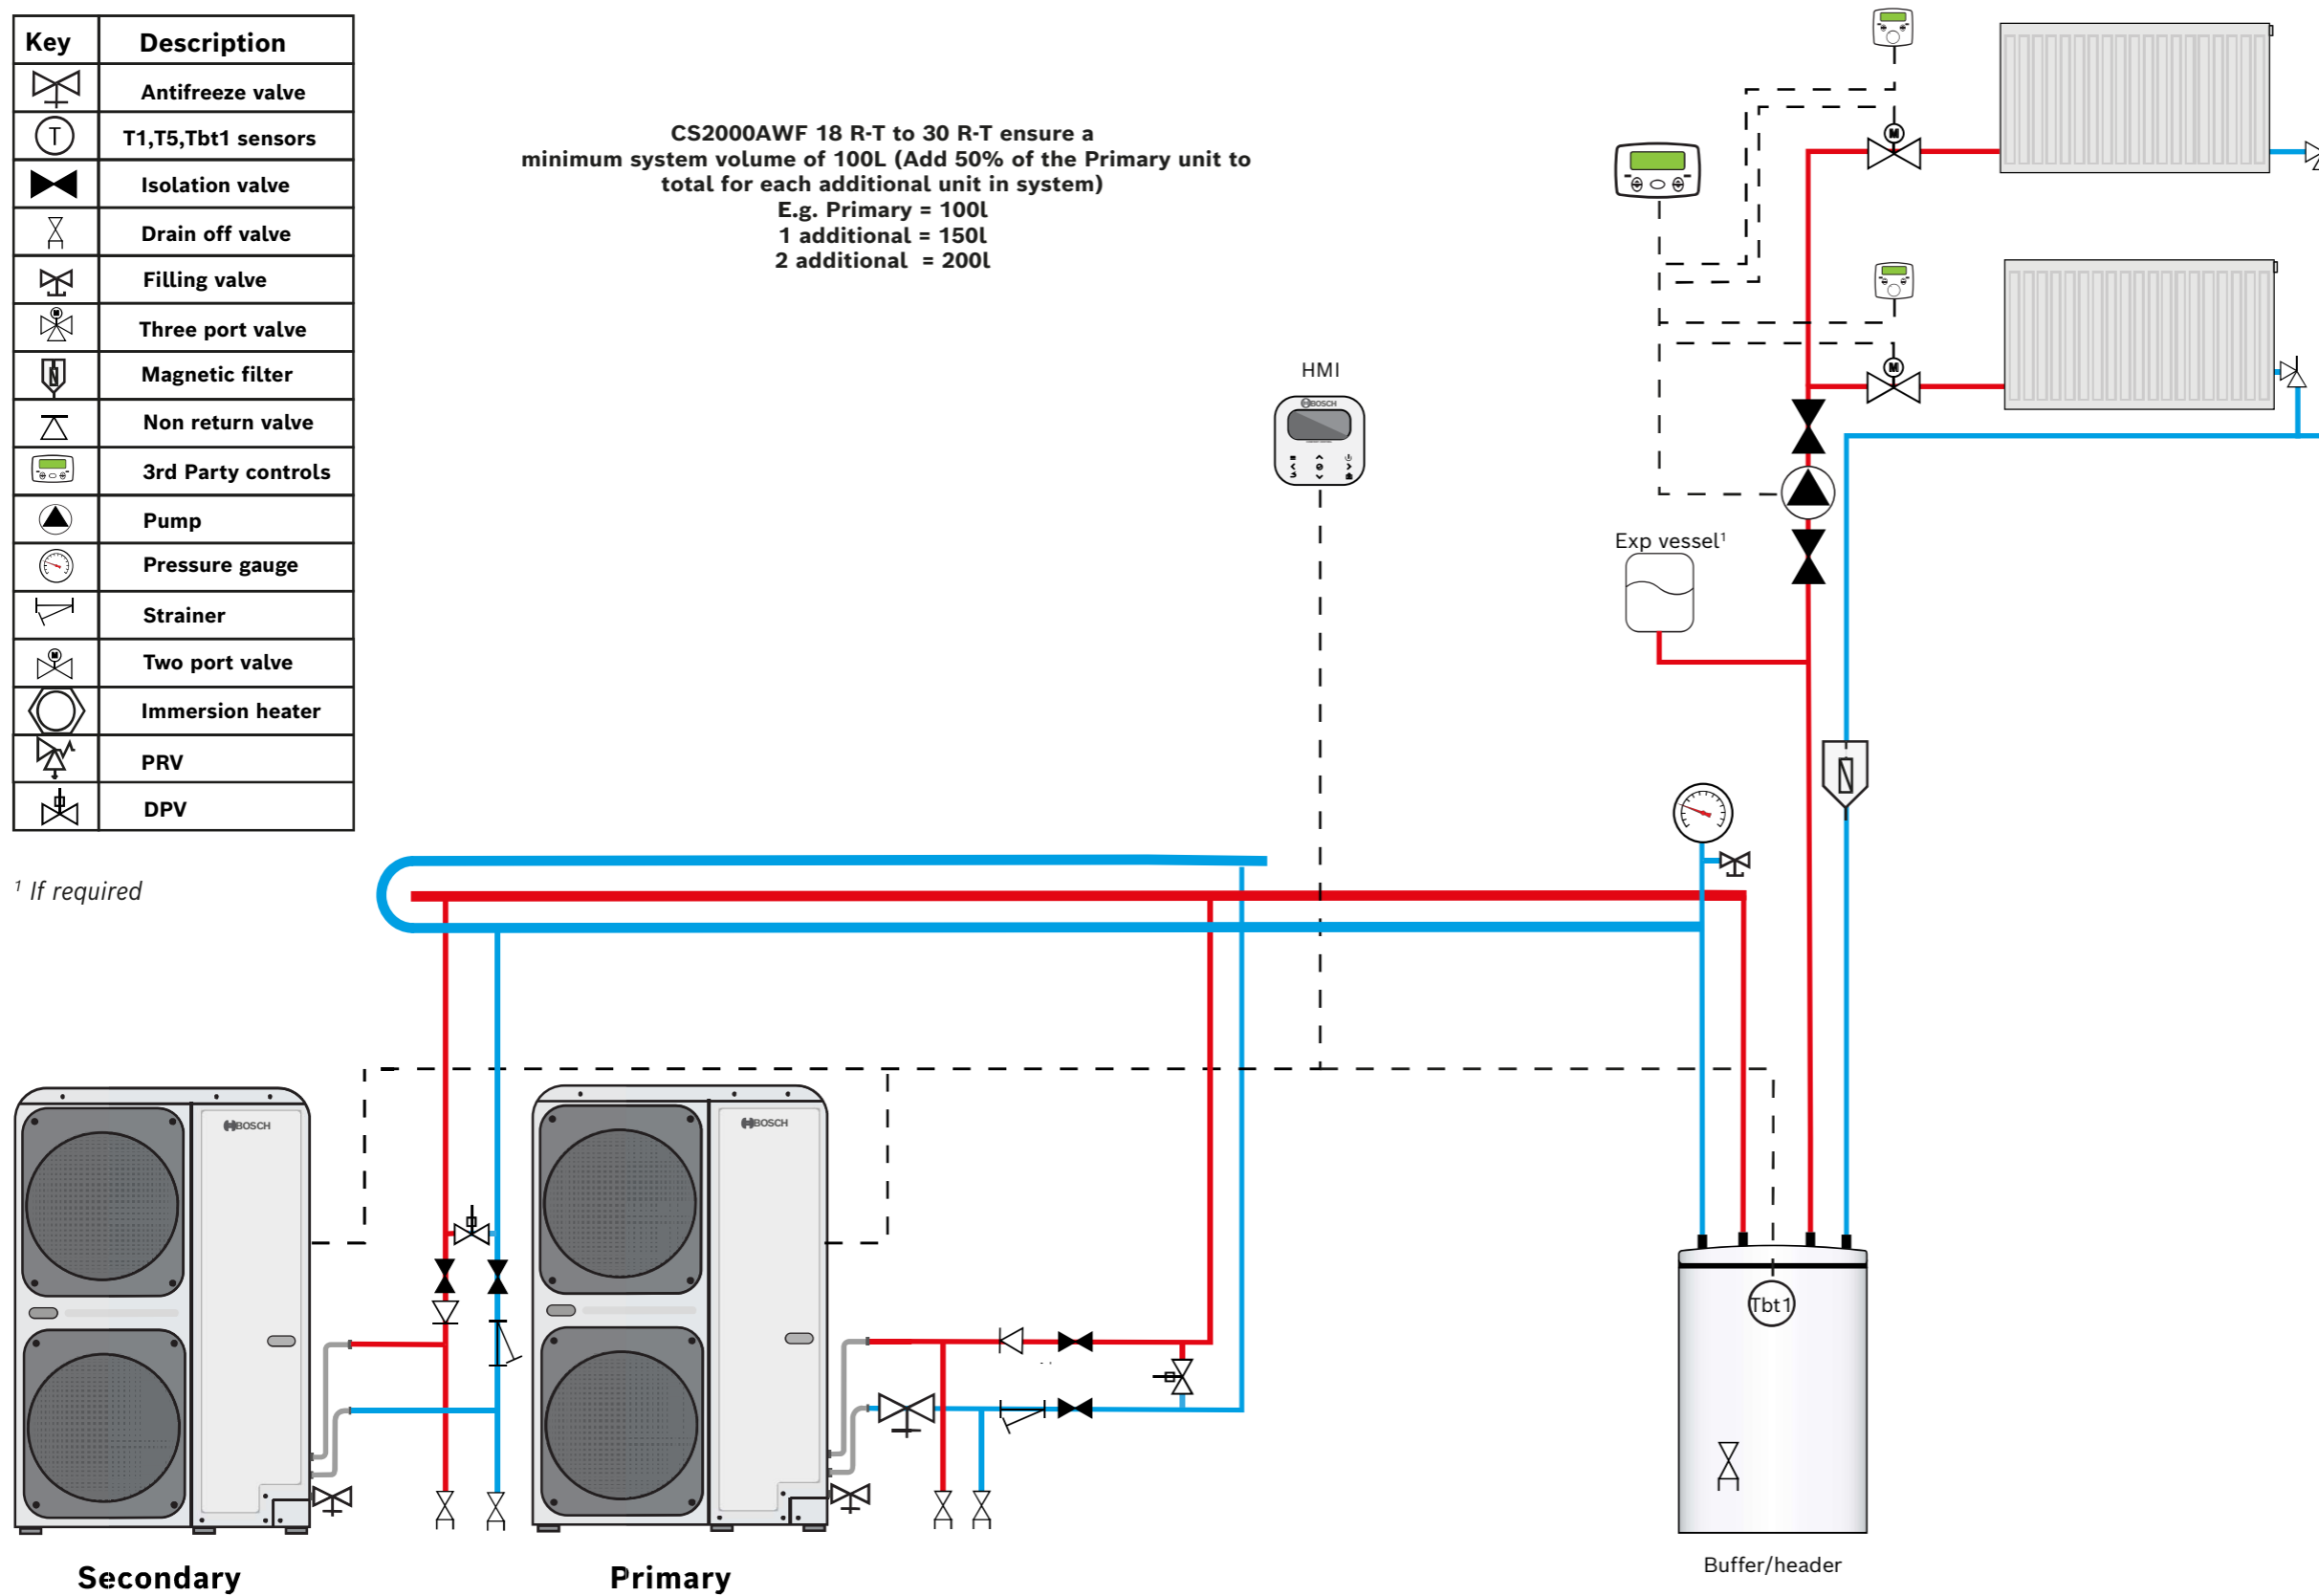 Key Description
Antifreeze valve
T T1,T5,Tbt1 sensors
Isolation valve
Drain off valve
Filling valve
M Three port valve
Magnetic filter
Non return valve
3rd Party controls
Pump
Pressure gauge
Strainer
M Two port valve
Immersion heater
PRV
DPV
¹ If required
CS2000AWF 18 R-T to 30 R-T ensure a
minimum system volume of 100L (Add 50% of the Primary unit to
total for each additional unit in system)
E.g. Primary = 100l
1 additional = 150l
2 additional = 200l
HMI
BOSCH
M
M
Exp vessel¹
BOSCH
BOSCH
Tbt1
Secondary
Primary
Buffer/header